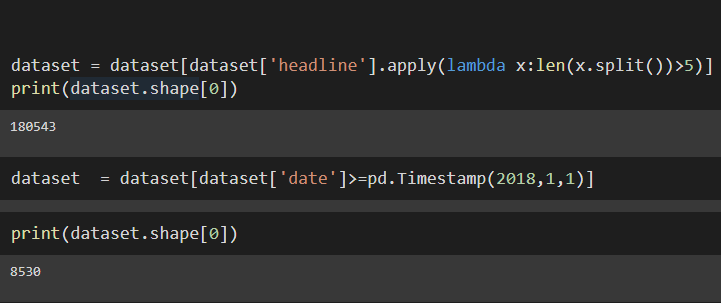 dataset = dataset[dataset['headline'].apply(lambda x:len(x.split())>5)]
print(dataset.shape[0])
180543
dataset  = dataset[dataset['date']>=pd.Timestamp(2018,1,1)]
print(dataset.shape[0])
8530